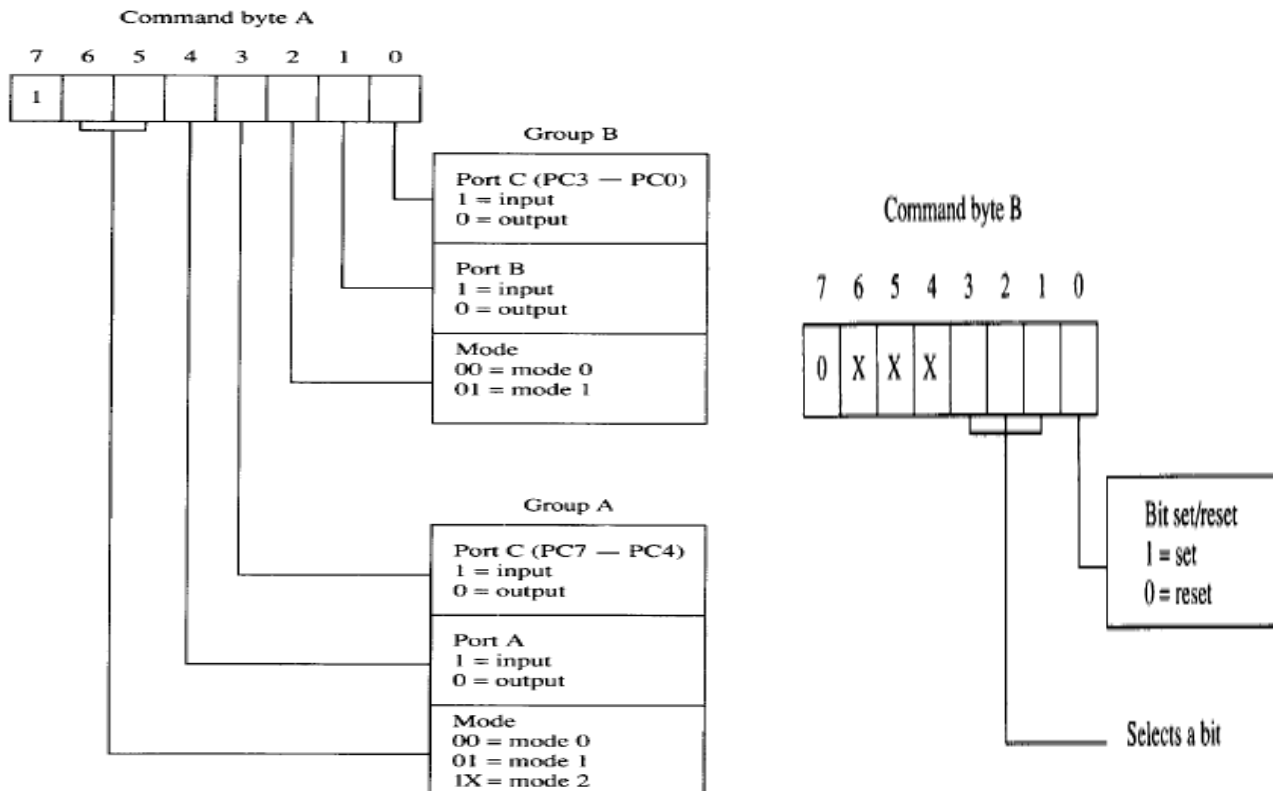 Command byte A
7 6 5 4 3 2 1 0
1
Group B
Port C (PC3 — PC0)
1 = input
0 = output
Port B
1 = input
0 = output
Mode
00 = mode 0
01 = mode 1
Group A
Port C (PC7 — PC4)
1 = input
0 = output
Port A
1 = input
0 = output
Mode
00 = mode 0
01 = mode 1
1X = mode 2
Command byte B
7 6 5 4 3 2 1 0
0 X X X
Bit set/reset
1 = set
0 = reset
Selects a bit